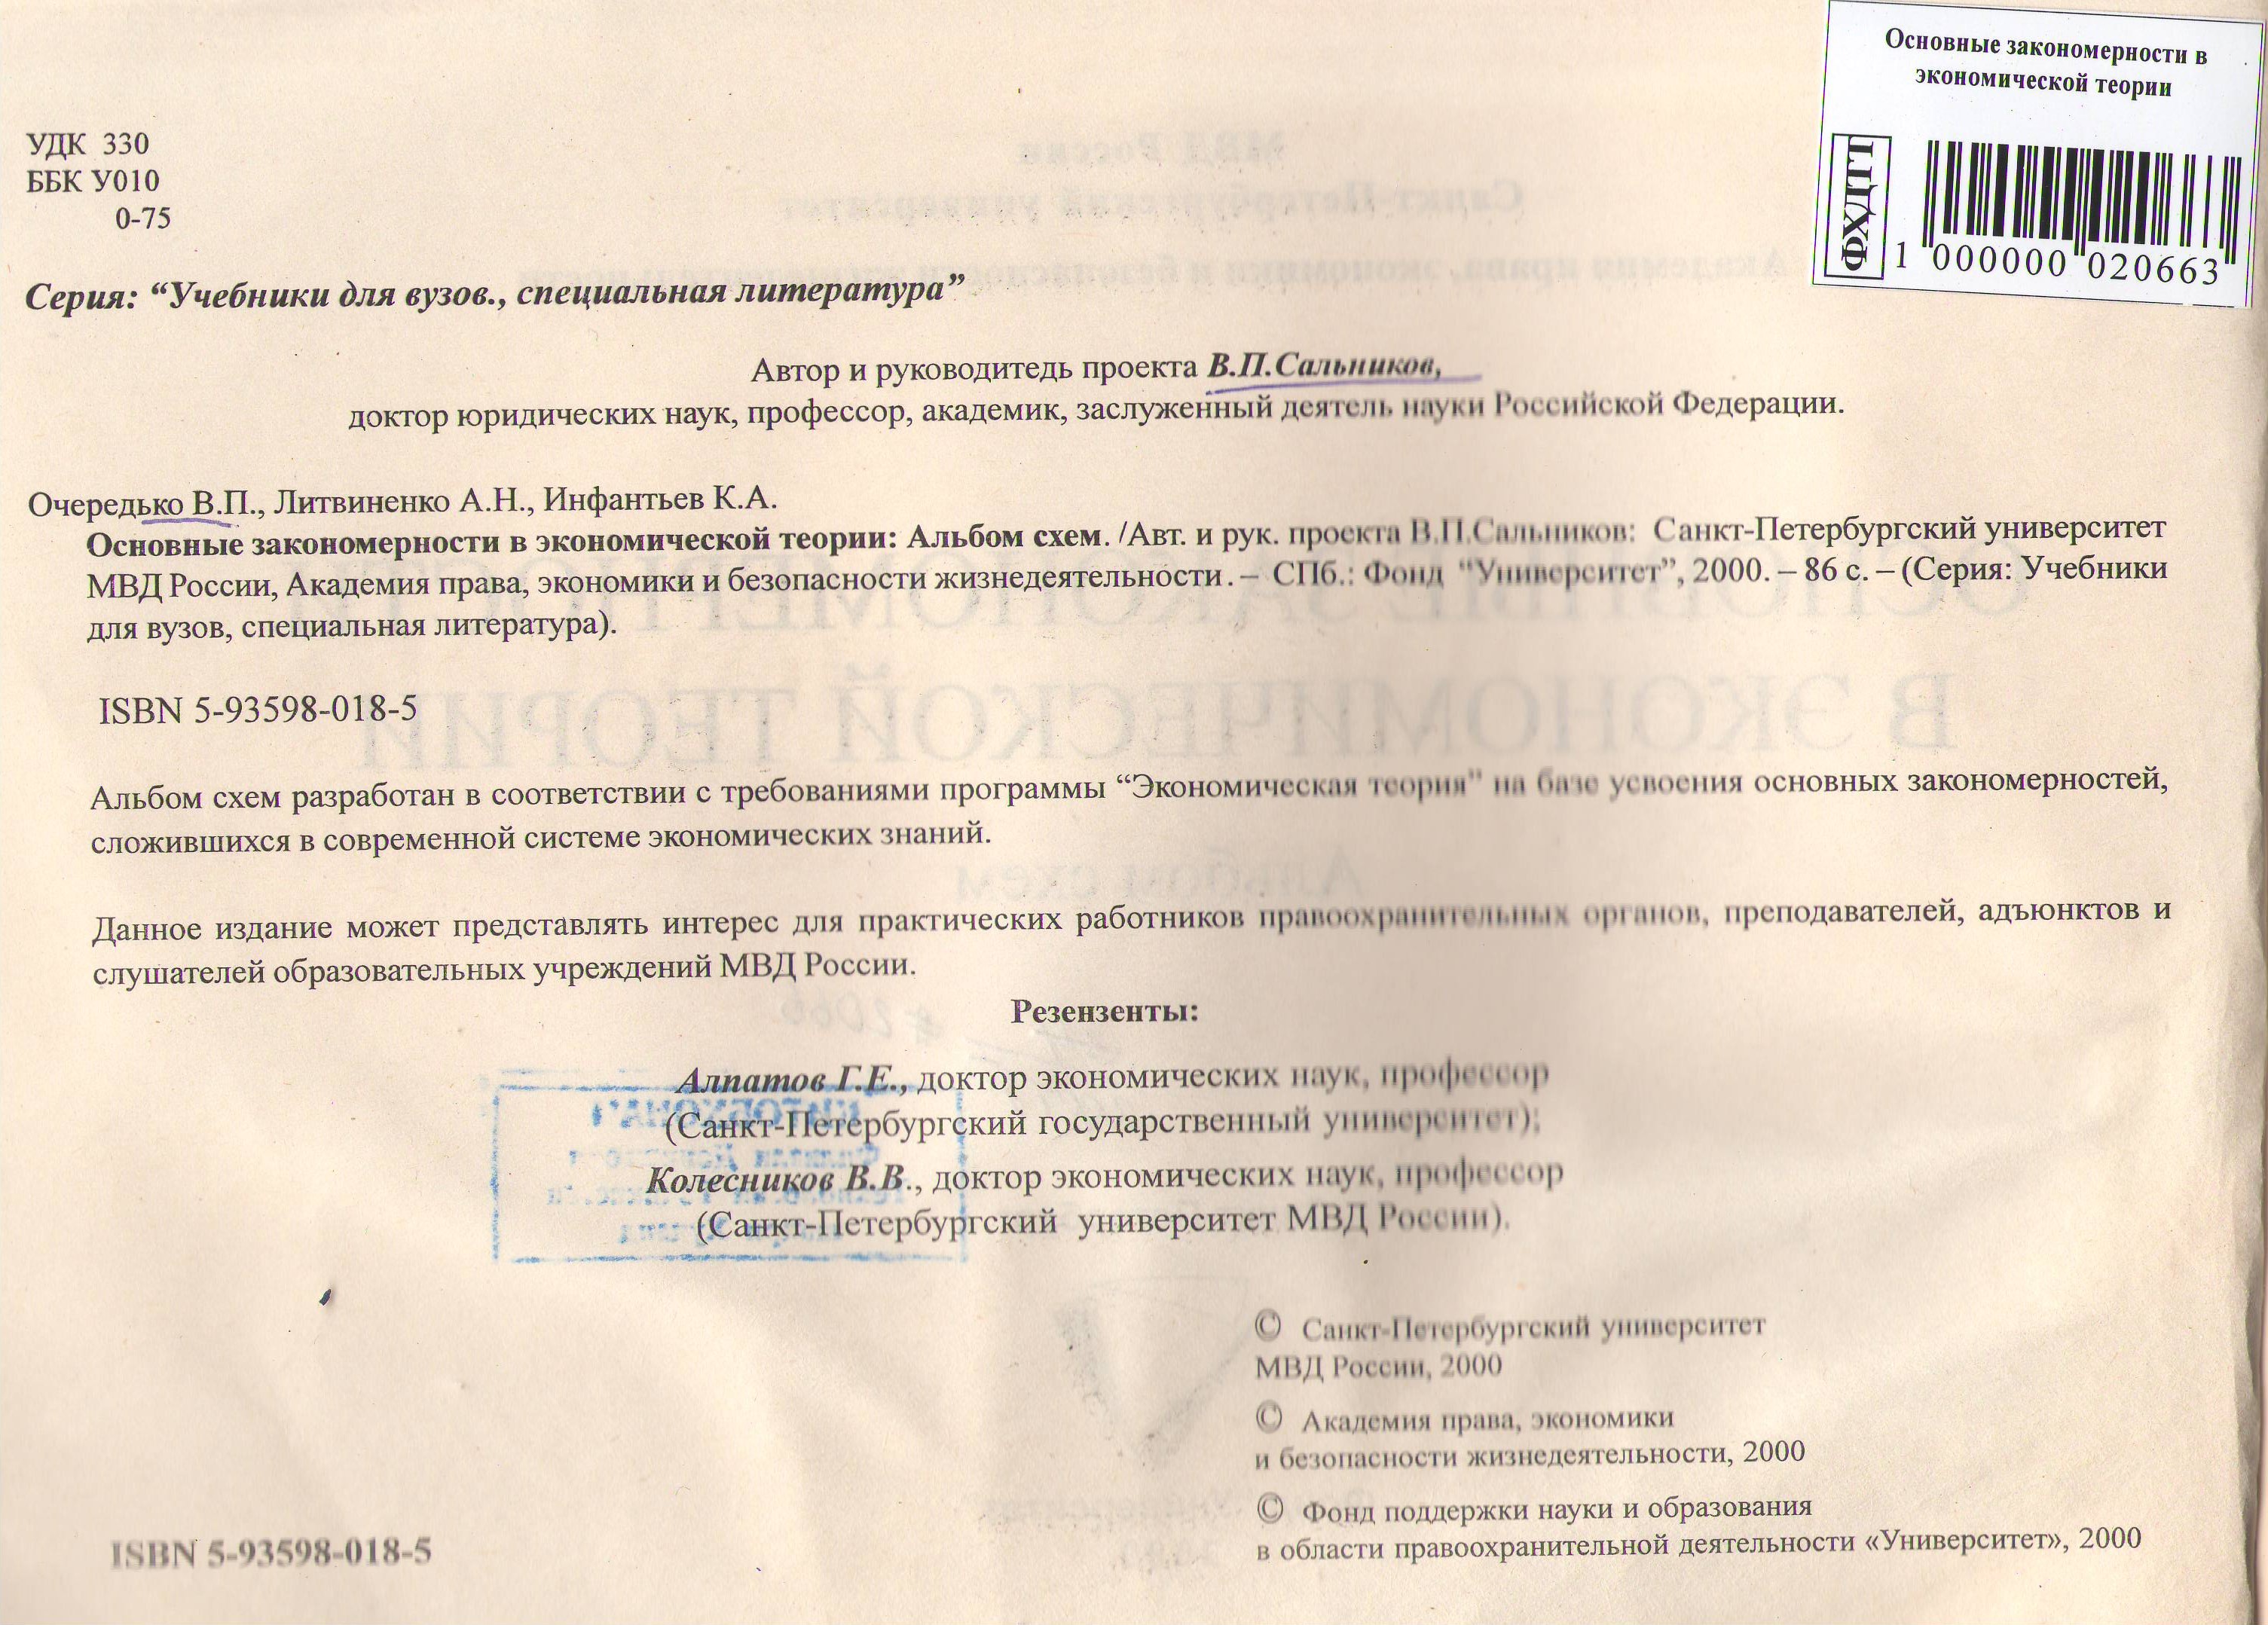 Основные закономерности в
экономической теории
ФХДП
1 000000 020663
УДК 330
ББК У010
0-75
Серия: “Учебники для вузов., специальная литература”
Автор и руководитедь проекта В.П.Сальников,
доктор юридических наук, профессор, академик, заслуженный деятель науки Российской Федерации.
Очередько В.П., Литвиненко А.Н., Инфантьев К.А.
Основные закономерности в экономической теории: Альбом схем. /Авт. и рук. проекта В.П.Сальников: Санкт-Петербургский университет
МВД России, Академия права, экономики и безопасности жизнедеятельности. – СПб.: Фонд “Университет”, 2000. – 86 с. – (Серия: Учебники
для вузов, специальная литература).
ISBN 5-93598-018-5
Альбом схем разработан в соответствии с требованиями программы “Экономическая теория” на базе усвоения основных закономерностей,
сложившихся в современной системе экономических знаний.
Данное издание может представлять интерес для практических работников правоохранительных органов, преподавателей, адъюнктов и
слушателей образовательных учреждений МВД России.
Резензенты:
Алпатов Г.Е., доктор экономических наук, профессор
(Санкт-Петербургский государственный университет);
Колесников В.В., доктор экономических наук, профессор
(Санкт-Петербургский университет МВД России).
© Санкт-Петербургский университет
МВД России, 2000
© Академия права, экономики
и безопасности жизнедеятельности, 2000
© Фонд поддержки науки и образования
в области правоохранительной деятельности «Университет», 2000
ISBN 5-93598-018-5